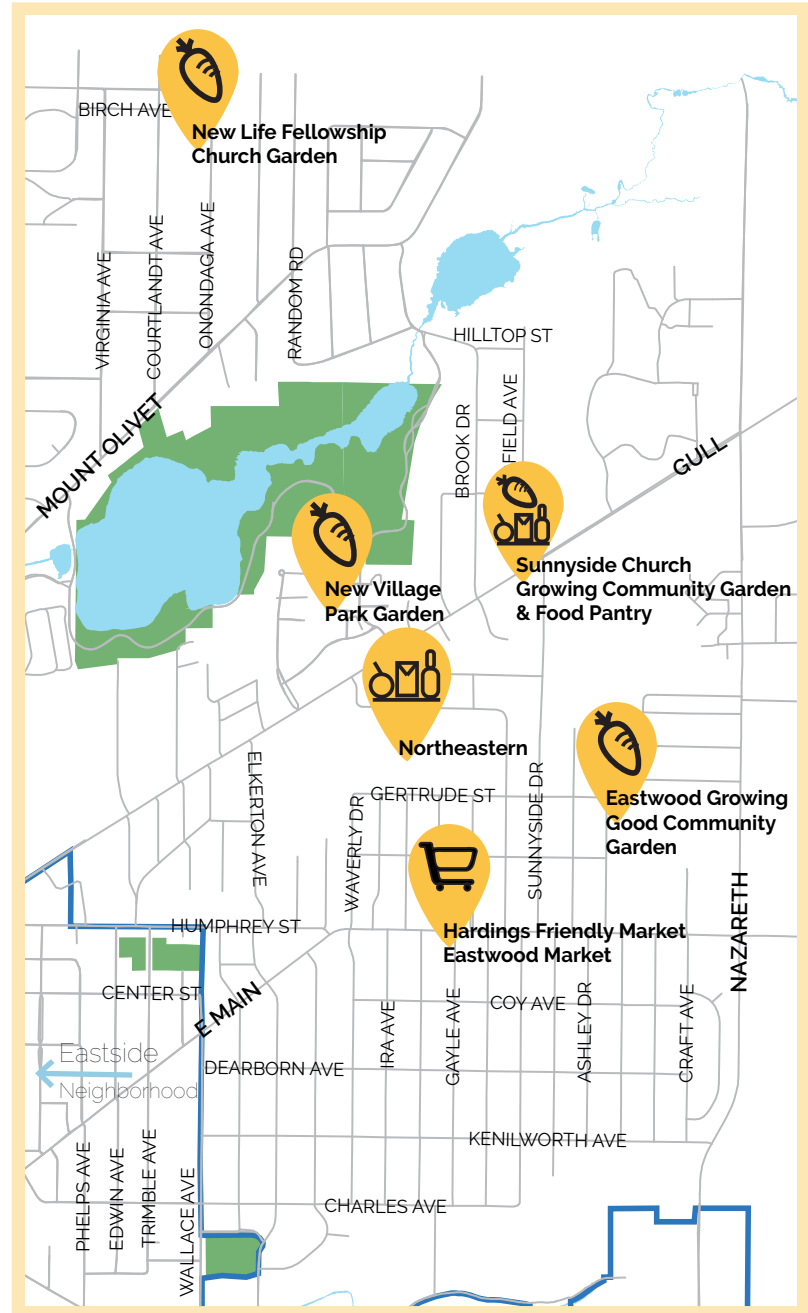 BIRCH AVE
New Life Fellowship
Church Garden
VIRGINIA AVE
COURTLANDT AVE
ONONDAGA AVE
RANDOM RD
HILLTOP ST
MOUNT OLIVET
BROOK DR
FIELD AVE
GULL
Sunnyside Church
Growing Community Garden
& Food Pantry
New Village
Park Garden
Northeastern
ELKERTON AVE
WAVERLY DR
GERTRUDE ST
SUNNYSIDE DR
Eastwood Growing
Good Community
Garden
HUMPHREY ST
Hardings Friendly Market
Eastwood Market
NAZARETH
CENTER ST
E MAIN
IRA AVE
GAYLE AVE
COY AVE
ASHLEY DR
CRAFT AVE
Eastside
Neighborhood
DEARBORN AVE
KENILWORTH AVE
PHELPS AVE
EDWIN AVE
TRIMBLE AVE
WALLACE AVE
CHARLES AVE